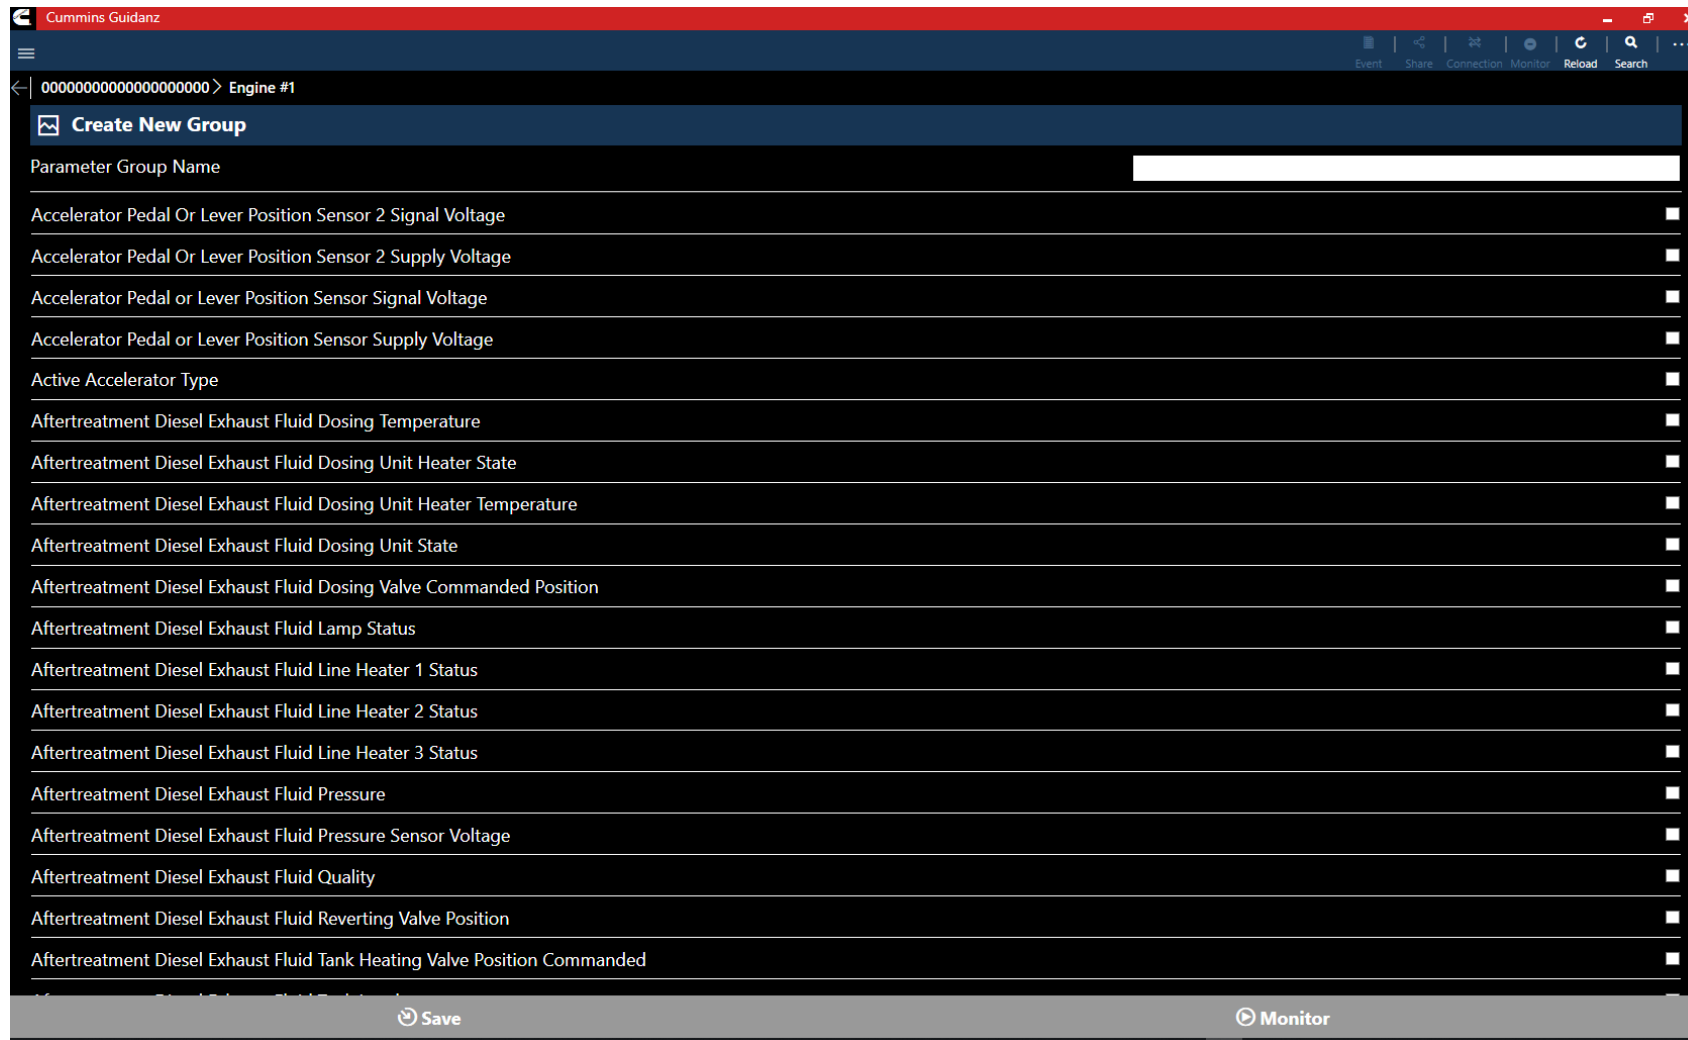 Cummins Guidanz
Event Share Connection Monitor Reload Search
00000000000000000000 > Engine #1
Create New Group
Parameter Group Name
Accelerator Pedal Or Lever Position Sensor 2 Signal Voltage
Accelerator Pedal Or Lever Position Sensor 2 Supply Voltage
Accelerator Pedal or Lever Position Sensor Signal Voltage
Accelerator Pedal or Lever Position Sensor Supply Voltage
Active Accelerator Type
Aftertreatment Diesel Exhaust Fluid Dosing Temperature
Aftertreatment Diesel Exhaust Fluid Dosing Unit Heater State
Aftertreatment Diesel Exhaust Fluid Dosing Unit Heater Temperature
Aftertreatment Diesel Exhaust Fluid Dosing Unit State
Aftertreatment Diesel Exhaust Fluid Dosing Valve Commanded Position
Aftertreatment Diesel Exhaust Fluid Lamp Status
Aftertreatment Diesel Exhaust Fluid Line Heater 1 Status
Aftertreatment Diesel Exhaust Fluid Line Heater 2 Status
Aftertreatment Diesel Exhaust Fluid Line Heater 3 Status
Aftertreatment Diesel Exhaust Fluid Pressure
Aftertreatment Diesel Exhaust Fluid Pressure Sensor Voltage
Aftertreatment Diesel Exhaust Fluid Quality
Aftertreatment Diesel Exhaust Fluid Reverting Valve Position
Aftertreatment Diesel Exhaust Fluid Tank Heating Valve Position Commanded
Save Monitor